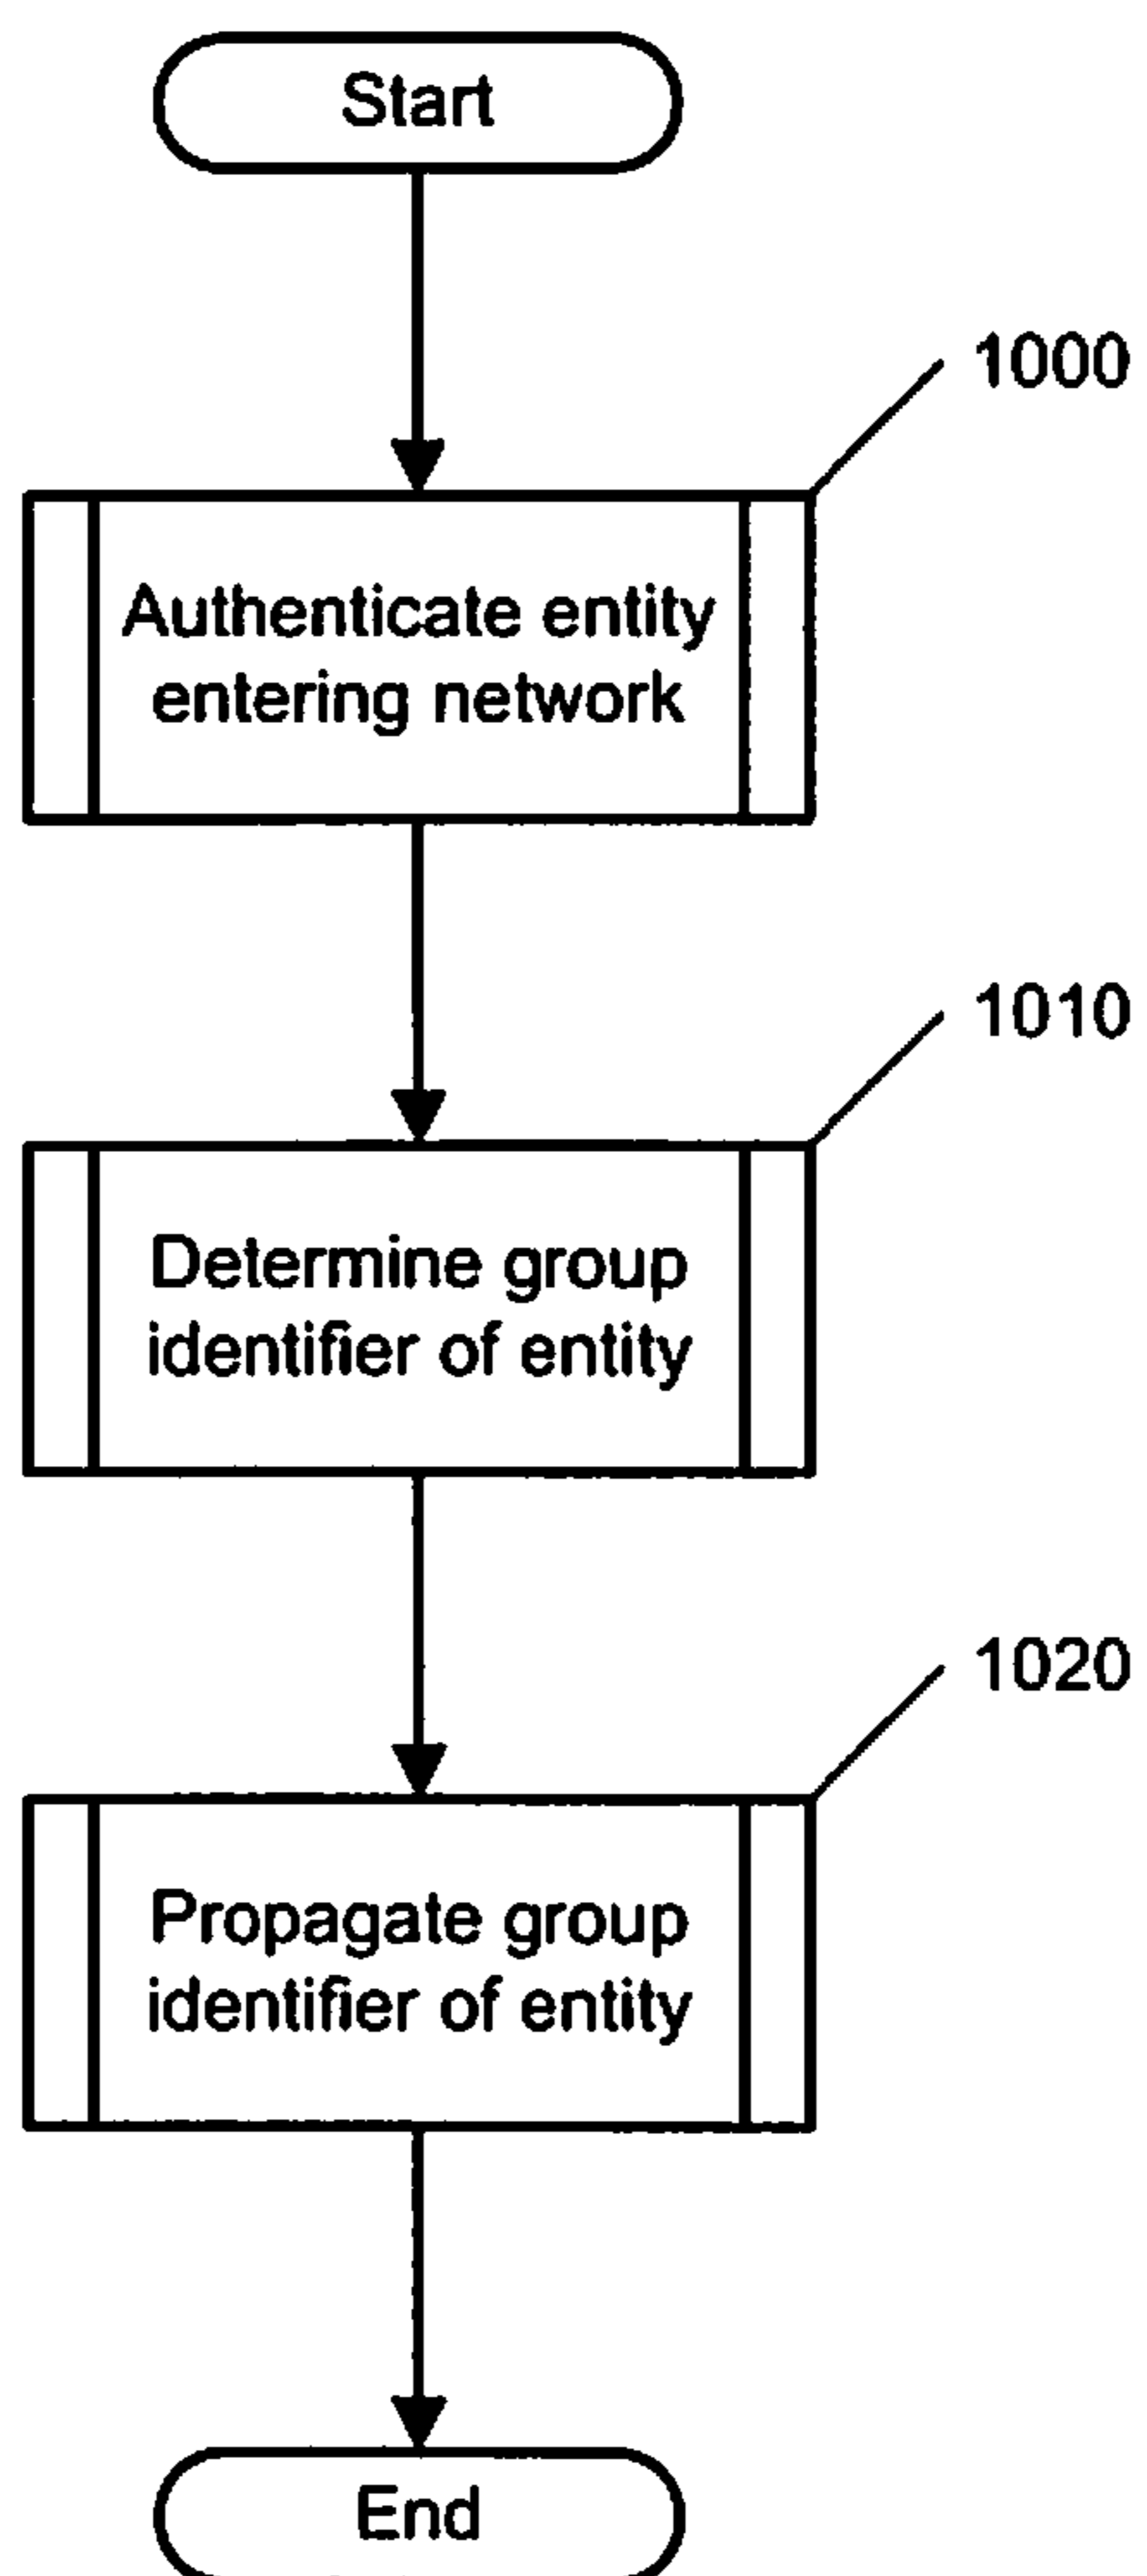 Start
1000
Authenticate entity
entering network
1010
Determine group
identifier of entity
1020
Propagate group
identifier of entity
End